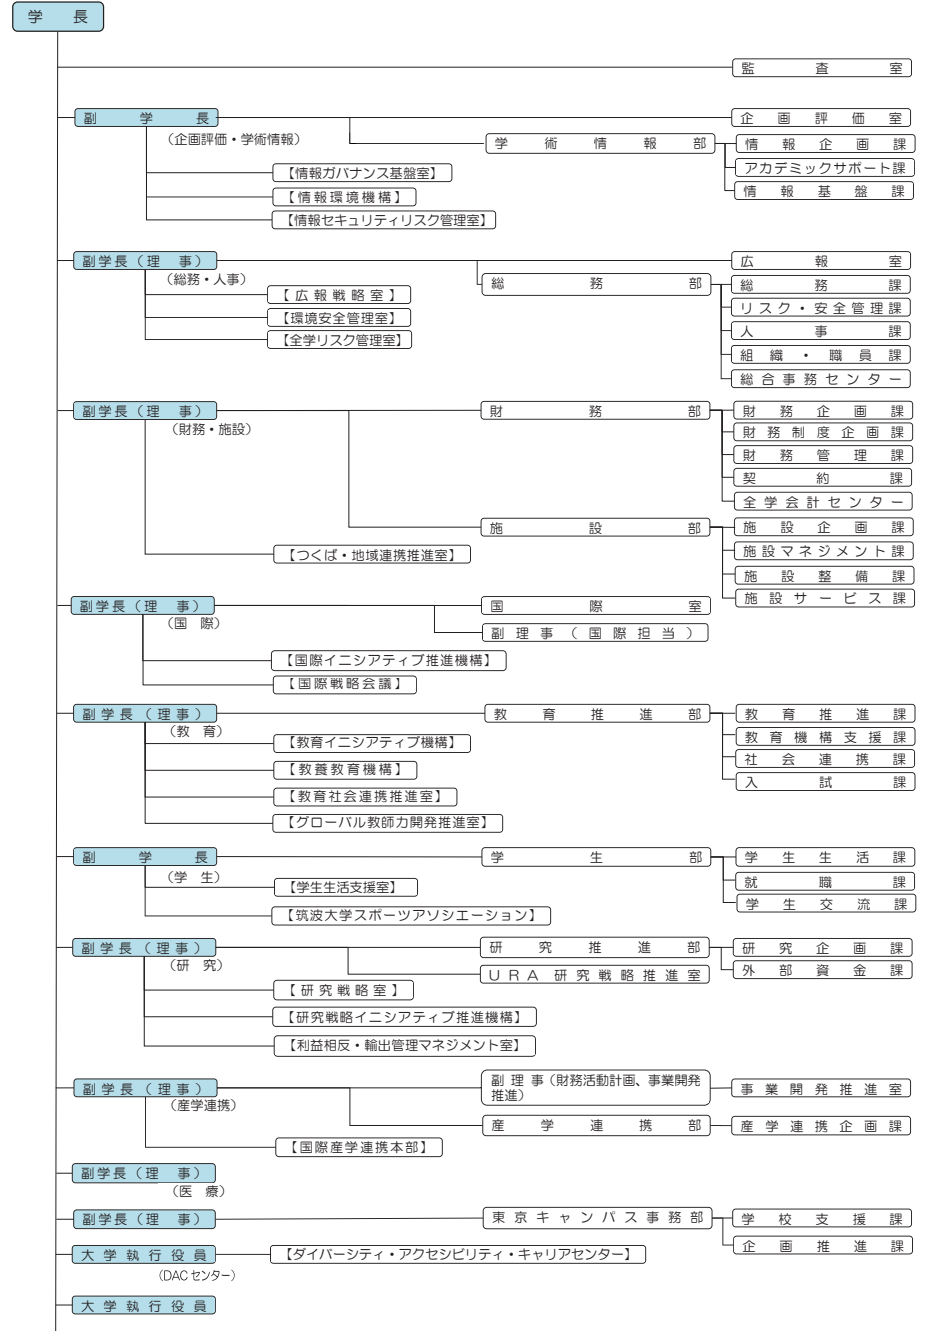 学　長
監査室
副学長
企画評価室
（企画評価・学術情報）
学術情報部
情報企画課
アカデミックサポート課
情報基盤課
【情報ガバナンス基盤室】
【情報環境機構】
【情報セキュリティリスク管理室】
副学長（理　事）
広報室
（総務・人事）
総務部
総務課
【広報戦略室】
リスク・安全管理課
【環境安全管理室】
人事課
【全学リスク管理室】
組織・職員課
総合事務センター
副学長（理　事）
財務部
財務企画課
（財務・施設）
財務制度企画課
財務管理課
契約課
全学会計センター
施設部
施設企画課
【つくば・地域連携推進室】
施設マネジメント課
施設整備課
施設サービス課
副学長（理　事）
国際室
（国　際）
副理事（国際担当）
【国際イニシアティブ推進機構】
【国際戦略会議】
副学長（理事）
教育推進部
教育推進課
（教　育）
教育機構支援課
【教育イニシアティブ機構】
社会連携課
【教養教育機構】
入試課
【教育社会連携推進室】
【グローバル教師力開発推進室】
副学長
学生部
学生生活課
（学　生）
【学生生活支援室】
就職課
学生交流課
【筑波大学スポーツアソシエーション】
副学長（理事）
研究推進部
研究企画課
（研　究）
URA研究戦略推進室
外部資金課
【研究戦略室】
【研究戦略イニシアティブ推進機構】
【利益相反・輸出管理マネジメント室】
副学長（理事）
副理事（財務活動計画、事業開発
推進）
事業開発推進室
（産学連携）
産学連携部
産学連携企画課
【国際産学連携本部】
副学長（理　事）
（医　療）
副学長（理　事）
東京キャンパス事務部
学校支援課
企画推進課
大学執行役員
【ダイバーシティ・アクセシビリティ・キャリアセンター】
（DACセンター）
大学執行役員